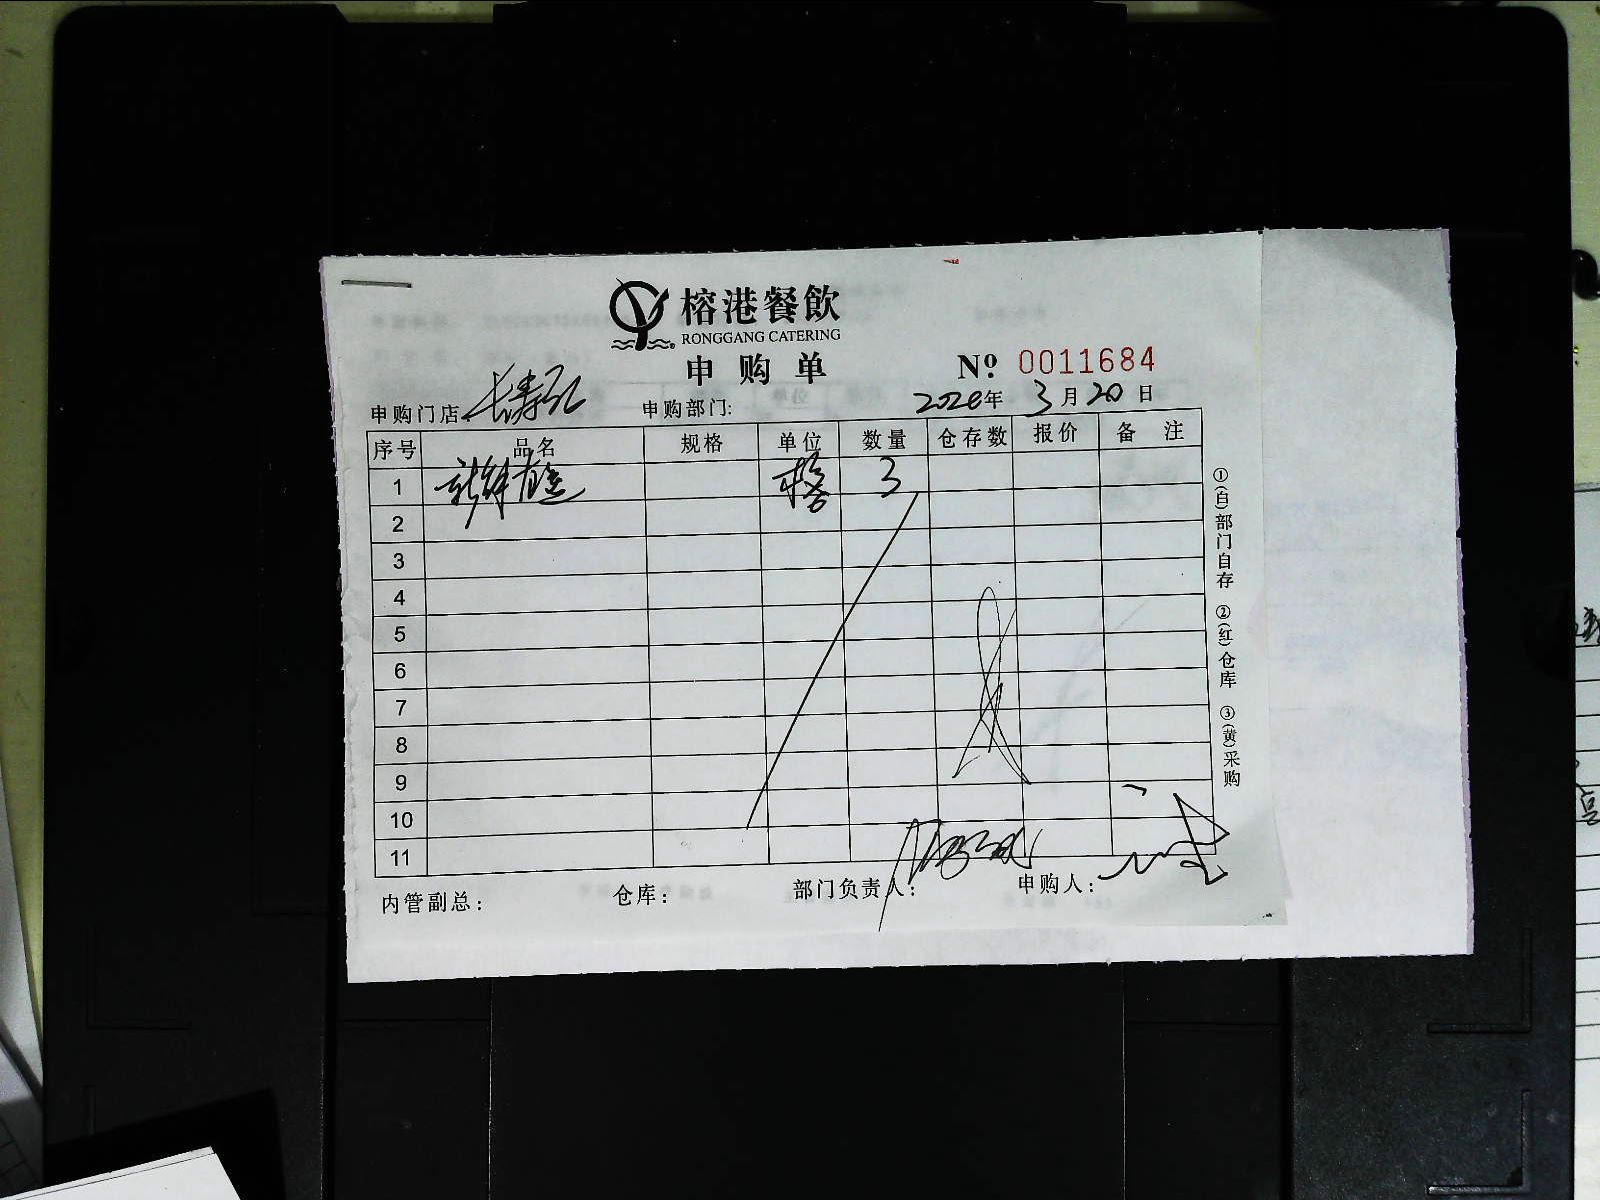 榕港餐飲
RONGGANG CATERING
申购单
Nº 0011684
申购门店: 长寿 申购部门: 2020年3月20日
序号 品名 规格 单位 数量 仓存数 报价 备注
1 3
2
3
4
5
6
7
8
9
10
11
内管副总: 仓库: 部门负责人: 申购人:
①(白)部门自存 ②(红)仓库 ③(黄)采购